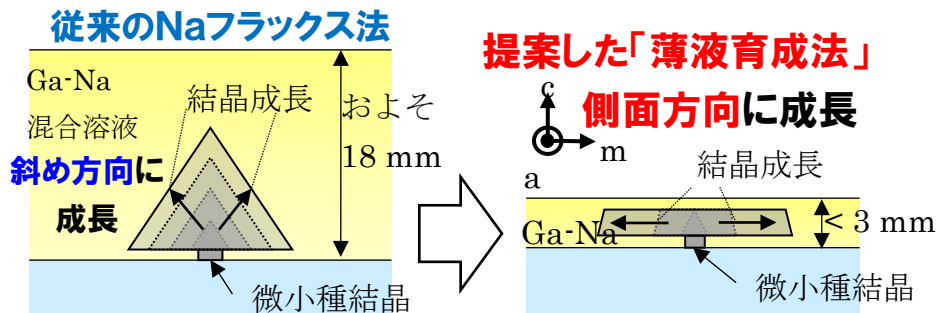 従来のNaフラックス法
Ga-Na
混合溶液
結晶成長
およそ
18 mm
斜め方向に
成長
微小種結晶
提案した「薄液育成法」
側面方向に成長
c
m
a
結晶成長
Ga-Na
< 3 mm
微小種結晶